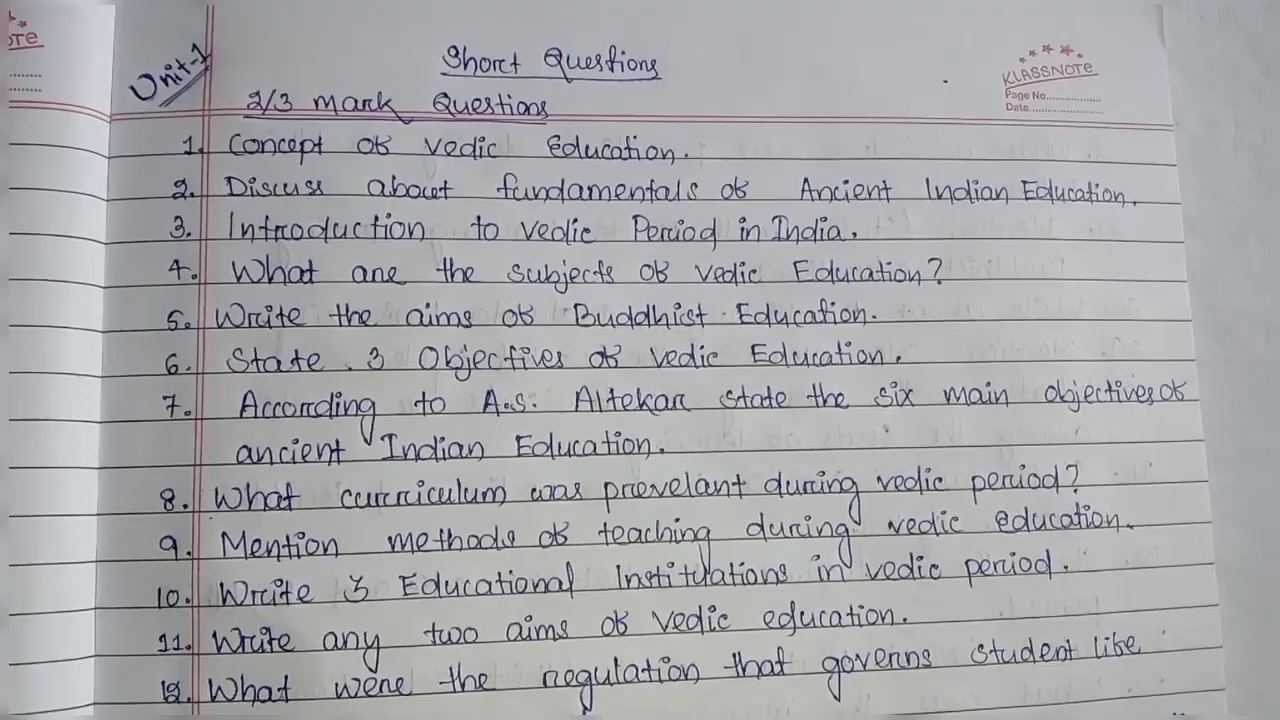 OTE
Unit-1
Short Questions
KLASSNOTE
Page No.
Date
2/3 mark Questions
1. Concept of vedic Education.
2. Discuss about fundamentals of Ancient Indian Education.
3. Introduction to vedic Period in India.
4. What are the subjects of vedic Education?
5. Write the aims of Buddhist Education.
6. State 3 Objectives of vedic Education.
7. According to A.S. Altekar state the six main objectives of
ancient Indian Education.
8. What curriculum was prevelant during vedic period?
9. Mention methods of teaching during vedic education.
10. Write 3 Educational Institutations in vedic period.
11. Write any two aims of vedic education.
12. What were the regulation that governs student like